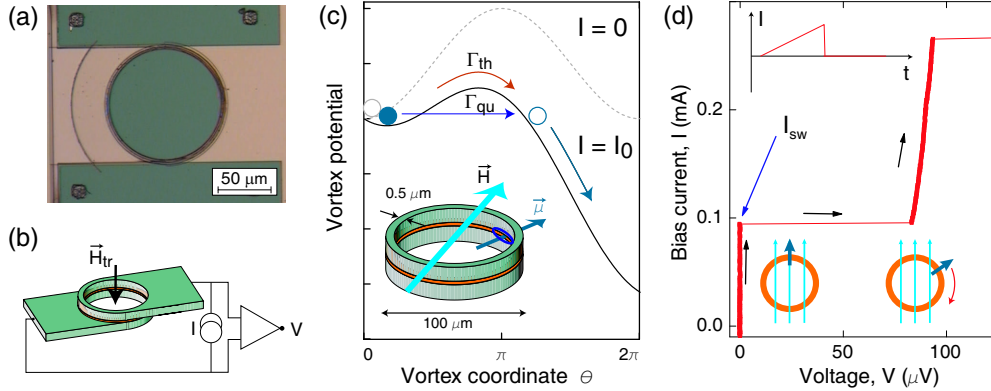 (a)
50 μm
(b)
H⃗tr
I
V
(c)
Vortex potential
I = 0
Γth
Γqu
I = I0
H⃗
0.5 μm
μ⃗
100 μm
0
π
2π
Vortex coordinate Θ
(d)
Bias current, I (mA)
0.2
0.1
0.0
I
t
Isw
0
50
100
Voltage, V (μV)